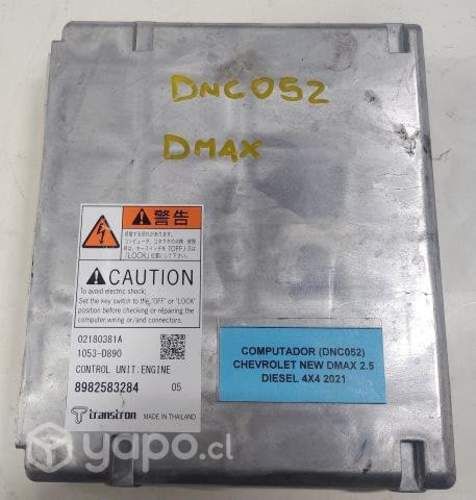 DNC052
DMAX
警告
CAUTION
To avoid electric shock,
Set the key switch to the "OFF" or "LOCK"
position before checking or repairing the
computer wiring or/and connectors.
02180381A
1053-D890
CONTROL UNIT;ENGINE
8982583284 05
transtron MADE IN THAILAND
COMPUTADOR (DNC052)
CHEVROLET NEW DMAX 2.5
DIESEL 4X4 2021
yapo.cl